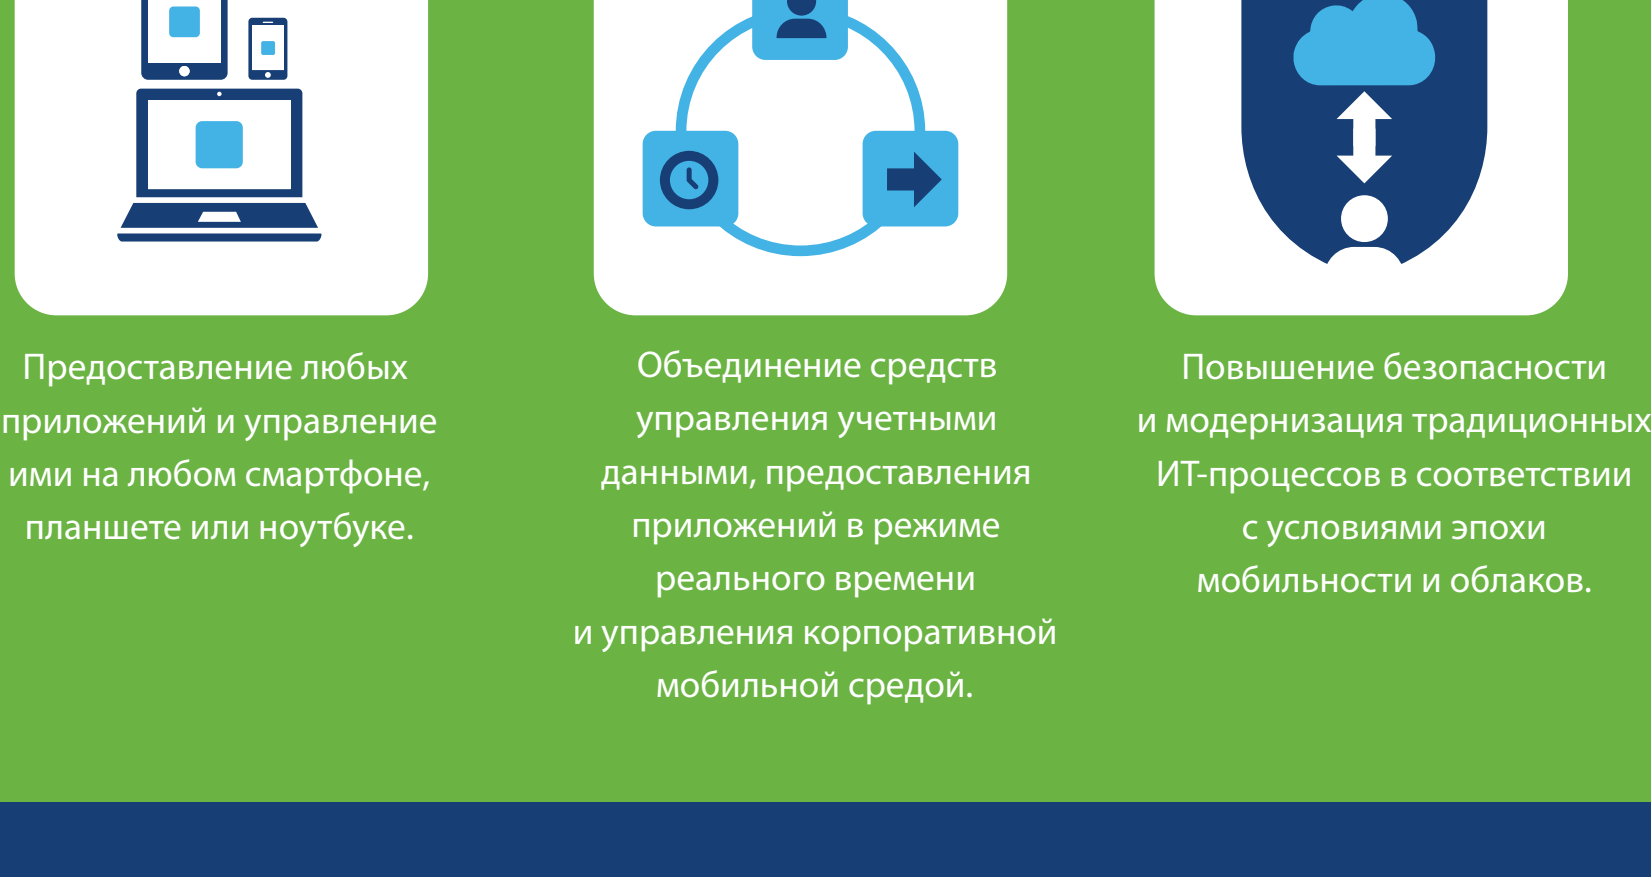 Предоставление любых
приложений и управление
ими на любом смартфоне,
планшете или ноутбуке.
Объединение средств
управления учетными
данными, предоставления
приложений в режиме
реального времени
и управления корпоративной
мобильной средой.
Повышение безопасности
и модернизация традиционных
ИТ-процессов в соответствии
с условиями эпохи
мобильности и облаков.